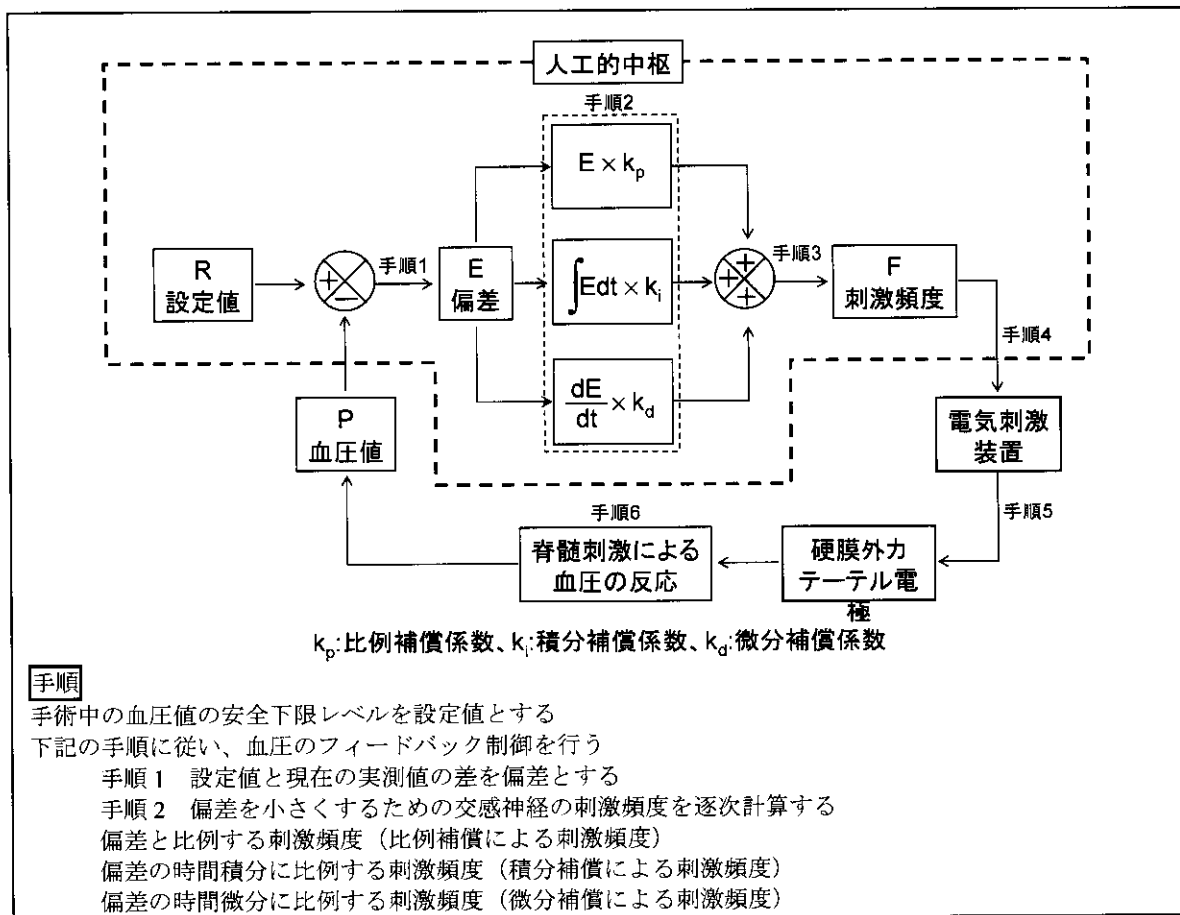 人工的中枢
手順2
E × kp
R
設定値
+
−
手順1
E
偏差
∫Edt × ki
+
+
+
手順3
F
刺激頻度
手順4
dE/dt × kd
P
血圧値
電気刺激
装置
手順5
手順6
脊髄刺激による
血圧の反応
硬膜外カ
テーテル電
極
kp:比例補償係数、ki:積分補償係数、kd:微分補償係数
手順
手術中の血圧値の安全下限レベルを設定値とする
下記の手順に従い、血圧のフィードバック制御を行う
手順1 設定値と現在の実測値の差を偏差とする
手順2 偏差を小さくするための交感神経の刺激頻度を逐次計算する
偏差と比例する刺激頻度（比例補償による刺激頻度）
偏差の時間積分に比例する刺激頻度（積分補償による刺激頻度）
偏差の時間微分に比例する刺激頻度（微分補償による刺激頻度）